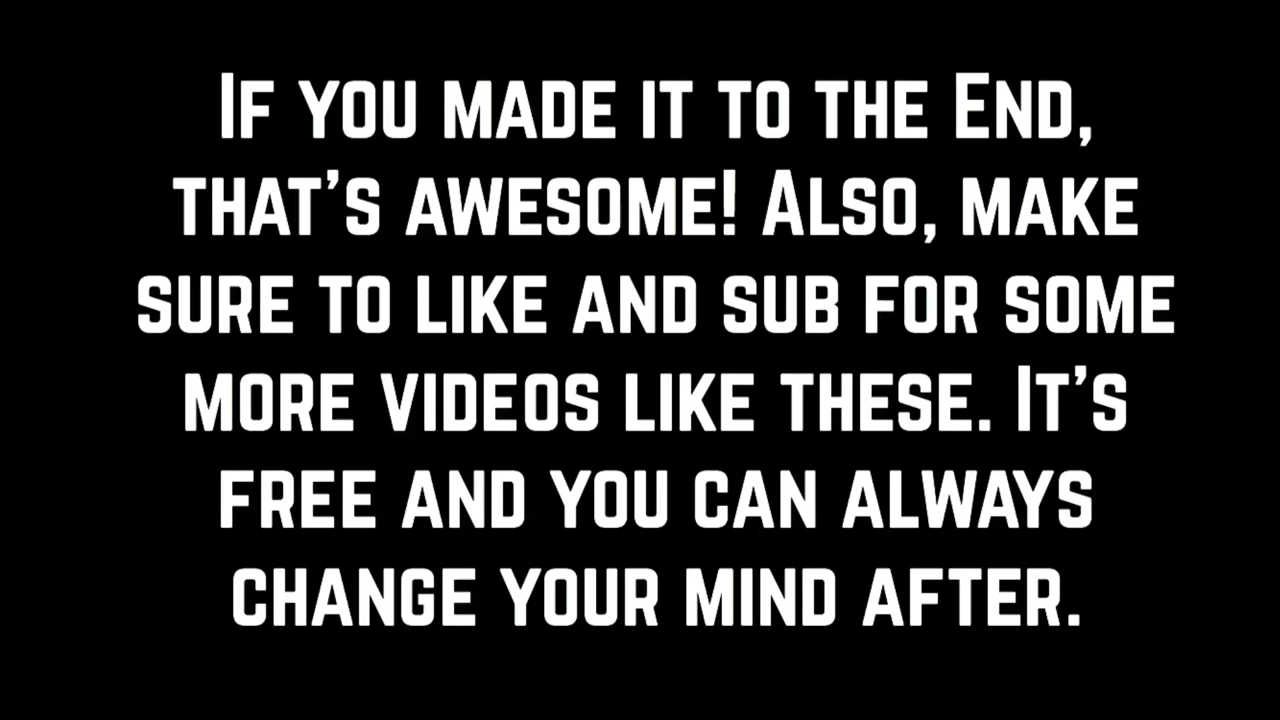 If you made it to the End,
that's awesome! Also, make
sure to like and sub for some
more videos like these. It's
free and you can always
change your mind after.